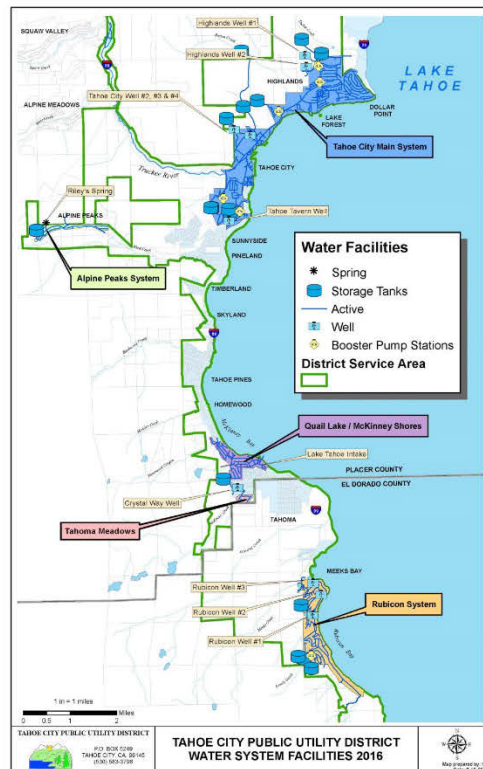 SQUAW VALLEY
Highlands Well #1
Highlands Well #2
HIGHLANDS
LAKE
TAHOE
DOLLAR
POINT
LAKE
FOREST
ALPINE MEADOWS
Tahoe City Well #2, #3 & #4
Tahoe City Main System
Truckee River
TAHOE CITY
Riley's Spring
ALPINE PEAKS
Tahoe Tavern Well
SUNNYSIDE
PINELAND
Alpine Peaks System
TIMBERLAND
SKYLAND
Water Facilities
Spring
Storage Tanks
Active
Well
Booster Pump Stations
District Service Area
89
TAHOE PINES
HOMEWOOD
McKinney Bay
Quail Lake / McKinney Shores
Lake Tahoe Intake
PLACER COUNTY
EL DORADO COUNTY
Crystal Way Well
TAHOMA
Tahoma Meadows
MEEKS BAY
Rubicon Well #3
Rubicon Well #2
Rubicon System
Rubicon Well #1
Rubicon Bay
1 in = 1 miles
Miles
0 0.5 1 2
TAHOE CITY PUBLIC UTILITY DISTRICT
P.O. BOX 5249
TAHOE CITY, CA. 96145
(530) 583-3796
TAHOE CITY PUBLIC UTILITY DISTRICT
WATER SYSTEM FACILITIES 2016